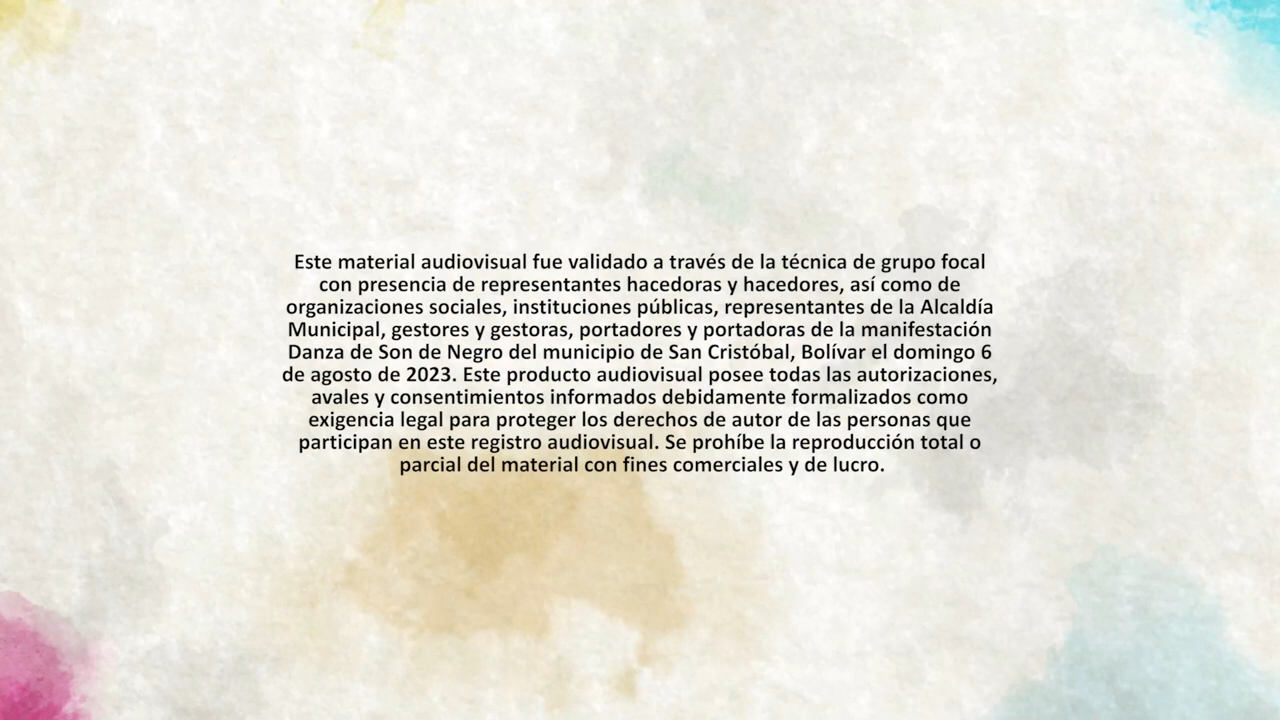 Este material audiovisual fue validado a través de la técnica de grupo focal
con presencia de representantes hacedoras y hacedores, así como de
organizaciones sociales, instituciones públicas, representantes de la Alcaldía
Municipal, gestores y gestoras, portadores y portadoras de la manifestación
Danza de Son de Negro del municipio de San Cristóbal, Bolívar el domingo 6
de agosto de 2023. Este producto audiovisual posee todas las autorizaciones,
avales y consentimientos informados debidamente formalizados como
exigencia legal para proteger los derechos de autor de las personas que
participan en este registro audiovisual. Se prohíbe la reproducción total o
parcial del material con fines comerciales y de lucro.